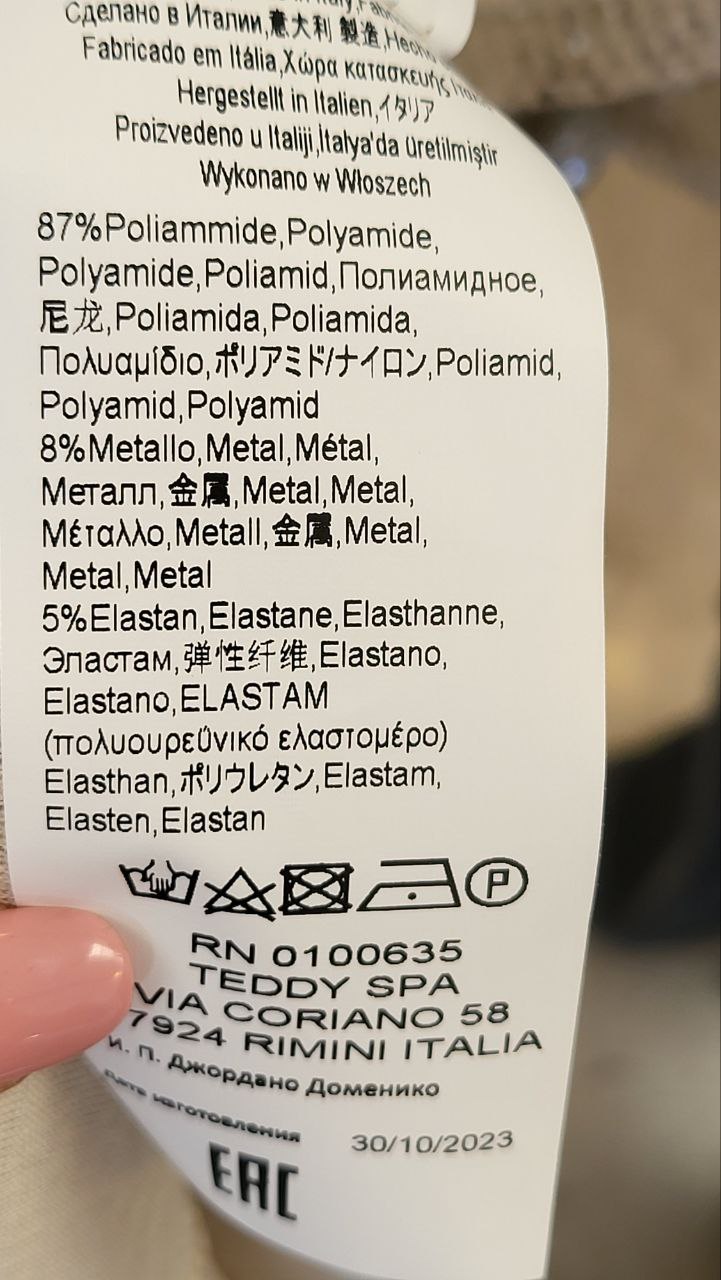 Сделано в Италии,意大利 製造,Hecho
Fabricado em Itália,Χώρα κατασκευής
Hergestellt in Italien,イタリア
Proizvedeno u Italiji,İtalya'da üretilmiştir
Wykonano w Włoszech
87%Poliammide,Polyamide,
Polyamide,Poliamid,Полиамидное,
尼龙,Poliamida,Poliamida,
Πολυαμίδιο,ポリアミド/ナイロン,Poliamid,
Polyamid,Polyamid
8%Metallo,Metal,Métal,
Металл,金属,Metal,Metal,
Μέταλλο,Metall,金属,Metal,
Metal,Metal
5%Elastan,Elastane,Elasthanne,
Эластам,弹性纤维,Elastano,
Elastano,ELASTAM
(πολυουρεΰνικό ελαστομέρο)
Elasthan,ポリウレタン,Elastam,
Elasten,Elastan
P
RN 0100635
TEDDY SPA
VIA CORIANO 58
7924 RIMINI ITALIA
И. П. Джордано Доменико
Дата изготовления 30/10/2023
EAC